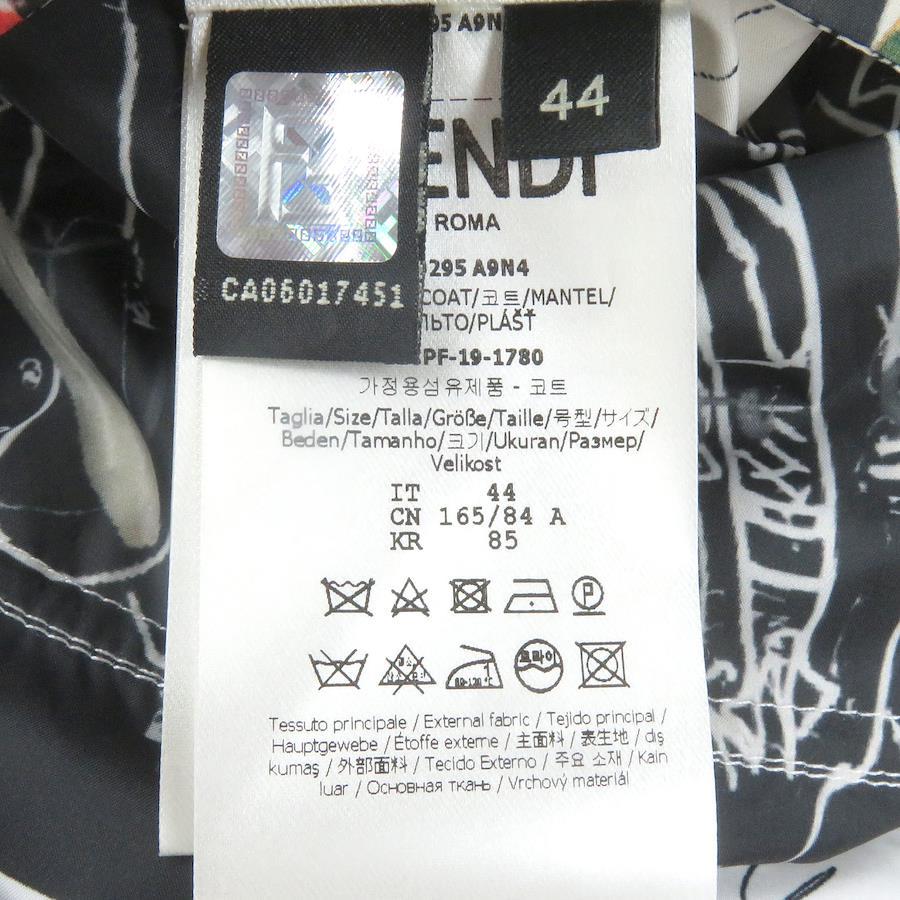 295 A9N
44
ENDI
ROMA
CA06017451
295 A9N4
COAT/코트/MANTEL/
ПЬТО/PLÁŠŤ
PF-19-1780
가정용섬유제품 - 코트
Taglia/Size/Talla/Größe/Taille/号型/サイズ/
Beden/Tamanho/크기/Ukuran/Размер/
Velikost
IT 44
CN 165/84 A
KR 85
P
드라이
Tessuto principale / External fabric / Tejido principal /
Hauptgewebe / Étoffe externe / 主面料 / 表生地 / dış
kumaş / 外部面料 / Tecido Externo / 주요 소재 / Kain
luar / Основная ткань / Vrchový materiál